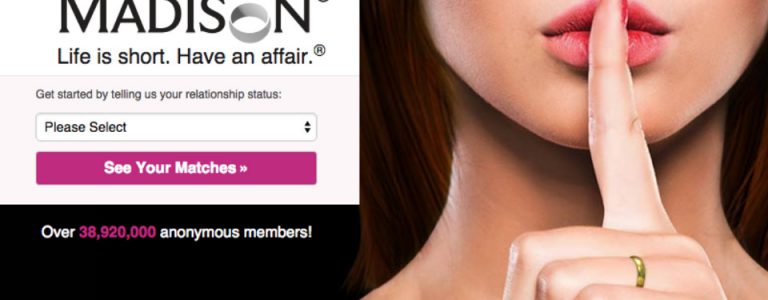 MADISON®
Life is short. Have an affair.®
Get started by telling us your relationship status:
Please Select
See Your Matches »
Over 38,920,000 anonymous members!